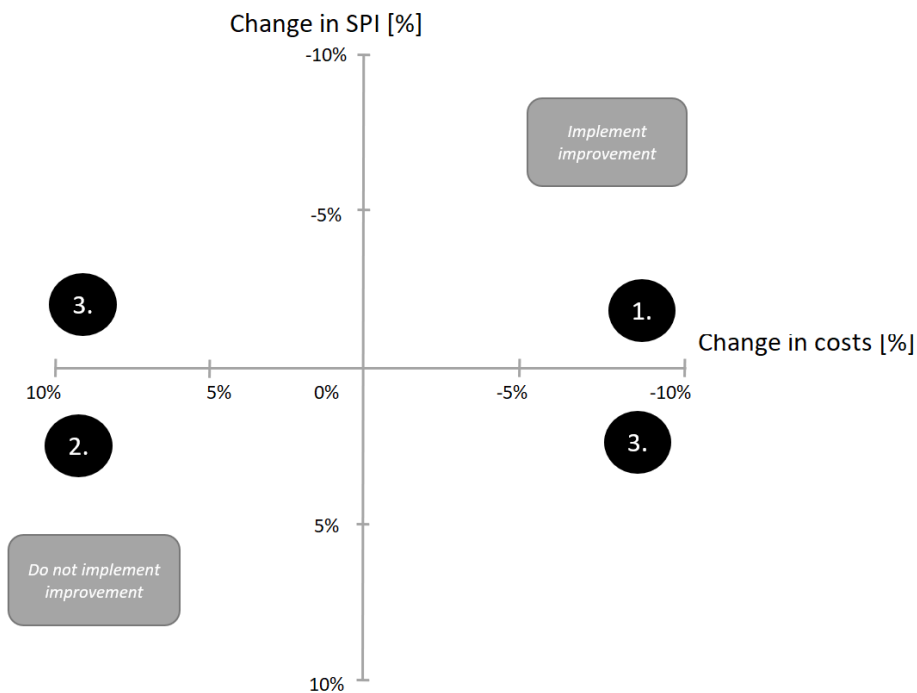 Change in SPI [%]
-10%
Implement
improvement
-5%
3.
1.
Change in costs [%]
10%
5%
0%
-5%
-10%
2.
3.
5%
Do not implement
improvement
10%